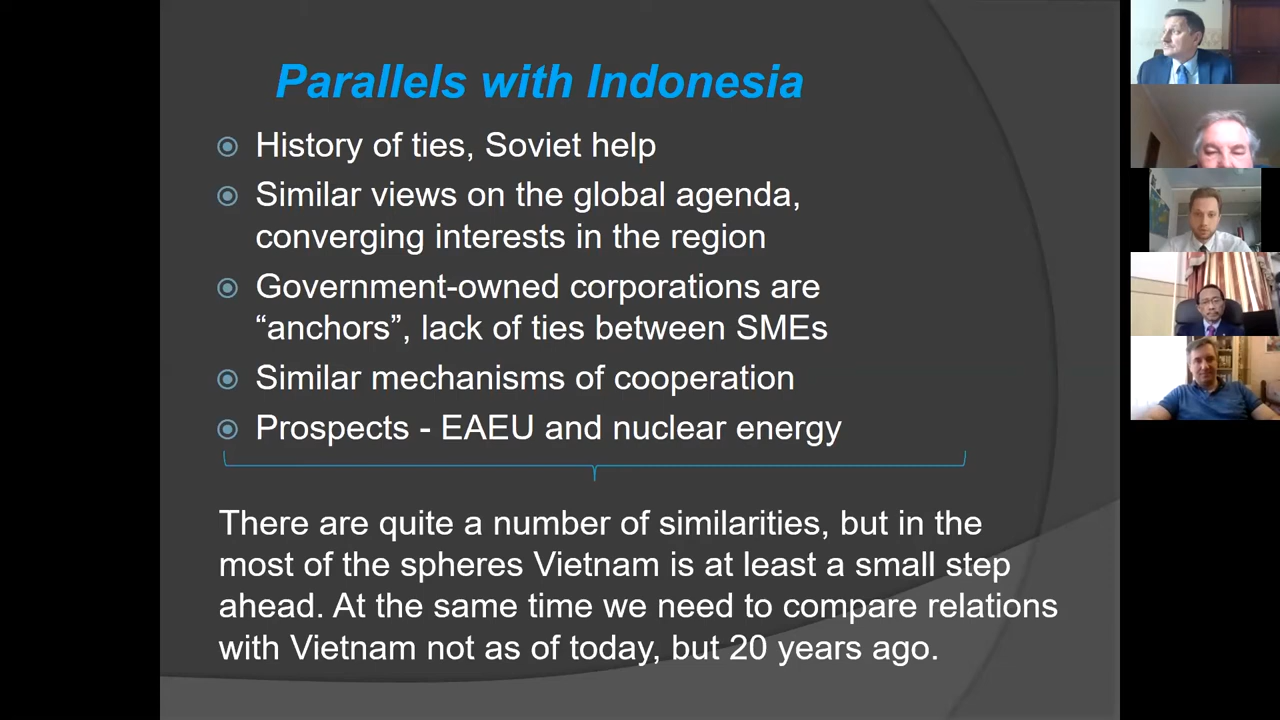 Parallels with Indonesia
History of ties, Soviet help
Similar views on the global agenda,
converging interests in the region
Government-owned corporations are
“anchors”, lack of ties between SMEs
Similar mechanisms of cooperation
Prospects - EAEU and nuclear energy
There are quite a number of similarities, but in the
most of the spheres Vietnam is at least a small step
ahead. At the same time we need to compare relations
with Vietnam not as of today, but 20 years ago.